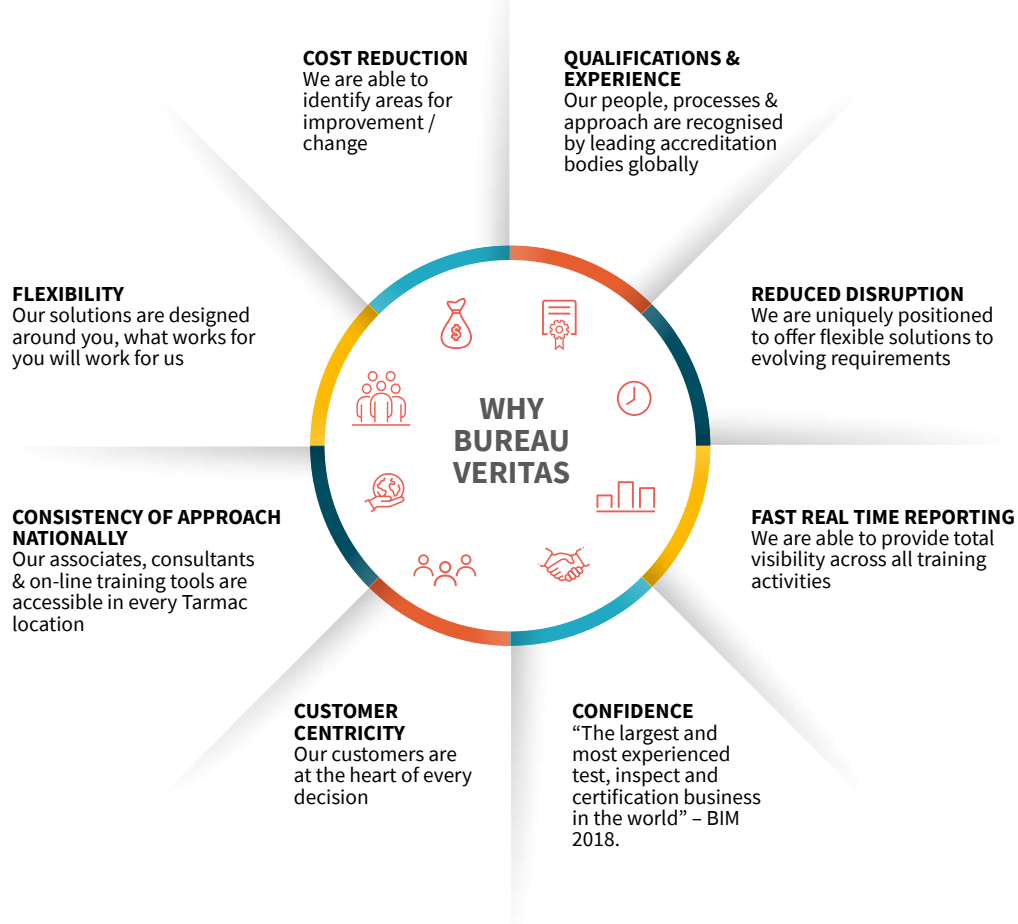 COST REDUCTION
We are able to
identify areas for
improvement /
change
QUALIFICATIONS &
EXPERIENCE
Our people, processes &
approach are recognised
by leading accreditation
bodies globally
FLEXIBILITY
Our solutions are designed
around you, what works for
you will work for us
REDUCED DISRUPTION
We are uniquely positioned
to offer flexible solutions to
evolving requirements
WHY
BUREAU
VERITAS
CONSISTENCY OF APPROACH
NATIONALLY
Our associates, consultants
& on-line training tools are
accessible in every Tarmac
location
FAST REAL TIME REPORTING
We are able to provide total
visibility across all training
activities
CUSTOMER
CENTRICITY
Our customers are
at the heart of every
decision
CONFIDENCE
“The largest and
most experienced
test, inspect and
certification business
in the world” – BIM
2018.